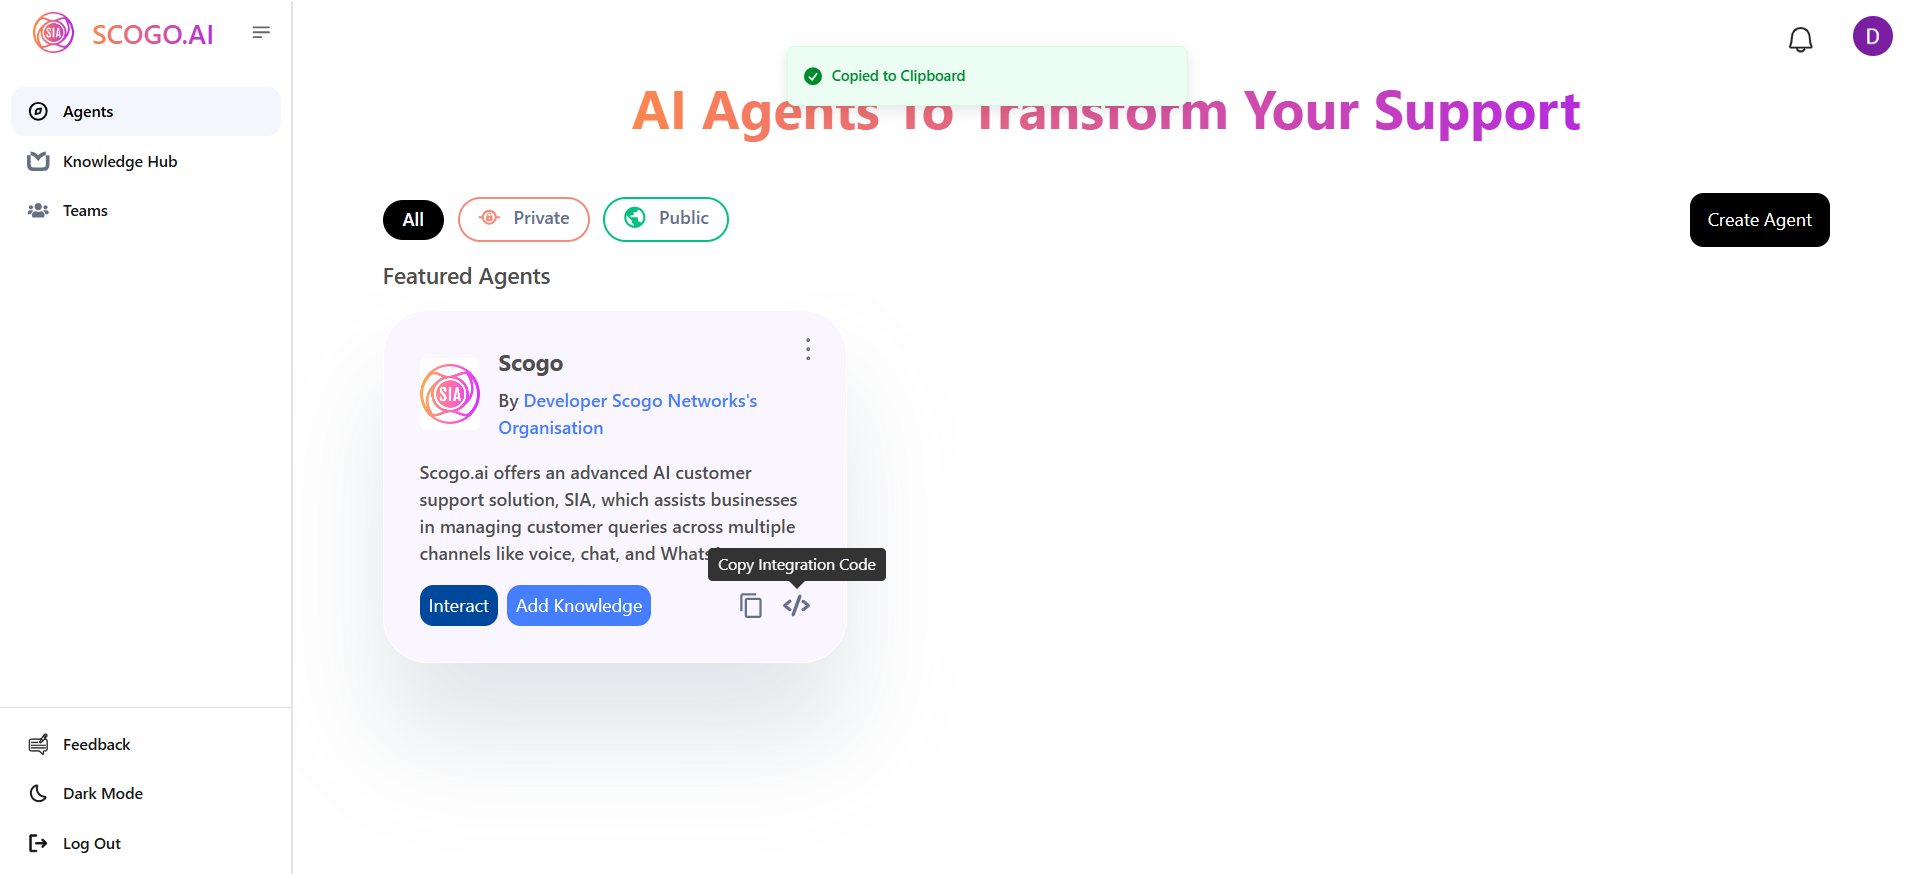 SIA
SCOGO.AI
Agents
Knowledge Hub
Teams
Feedback
Dark Mode
Log Out
D
Copied to Clipboard
AI Agents To Transform Your Support
All
Private
Public
Create Agent
Featured Agents
SIA
Scogo
By Developer Scogo Networks's
Organisation
Scogo.ai offers an advanced AI customer
support solution, SIA, which assists businesses
in managing customer queries across multiple
channels like voice, chat, and
Copy Integration Code
Interact
Add Knowledge